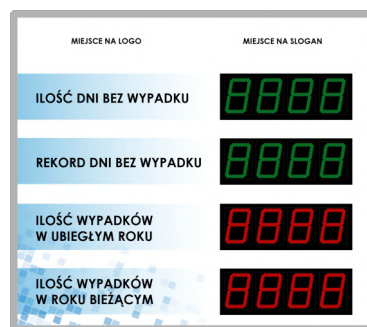 MIEJSCE NA LOGO
MIEJSCE NA SLOGAN
ILOŚĆ DNI BEZ WYPADKU
8888
REKORD DNI BEZ WYPADKU
8888
ILOŚĆ WYPADKÓW
W UBIEGŁYM ROKU
8888
ILOŚĆ WYPADKÓW
W ROKU BIEŻĄCYM
8888